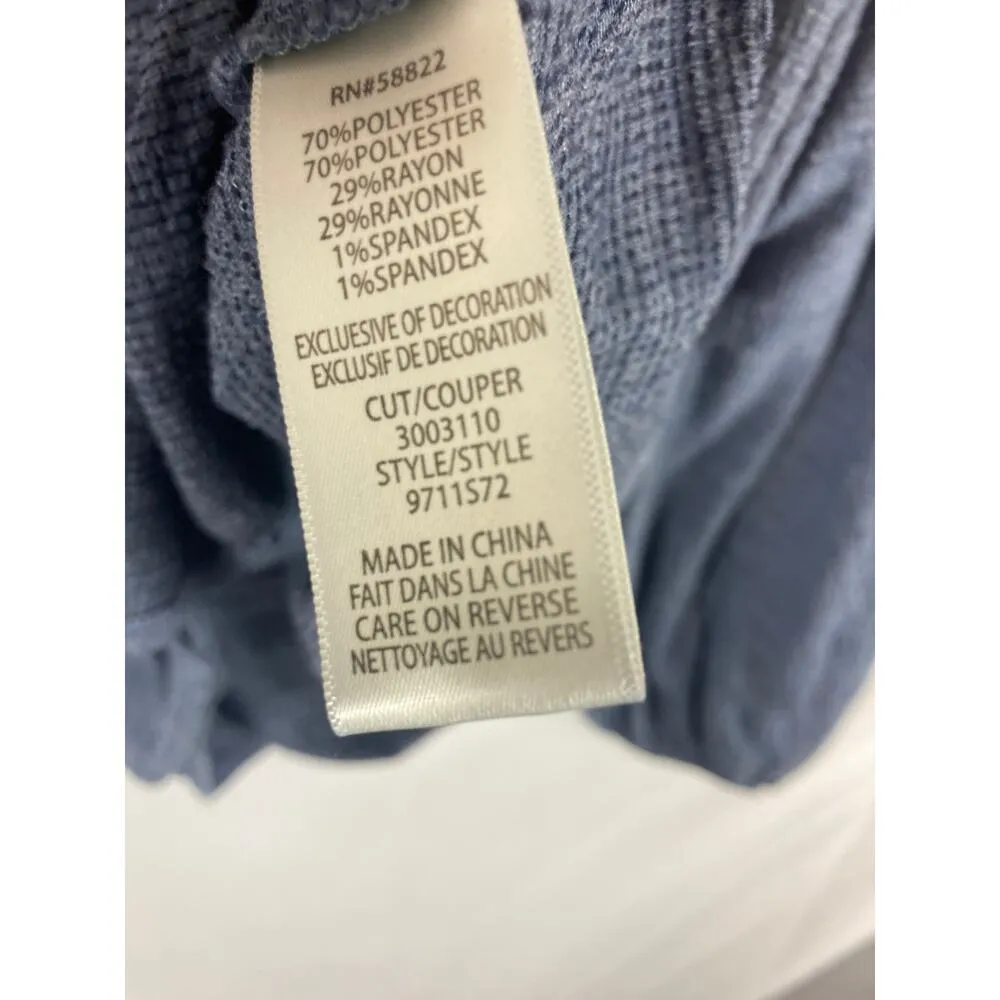 RN#58822
70%POLYESTER
70%POLYESTER
29%RAYON
29%RAYONNE
1%SPANDEX
1%SPANDEX
EXCLUESIVE OF DECORATION
EXCLUSIF DE DECORATION
CUT/COUPER
3003110
STYLE/STYLE
9711S72
MADE IN CHINA
FAIT DANS LA CHINE
CARE ON REVERSE
NETTOYAGE AU REVERS